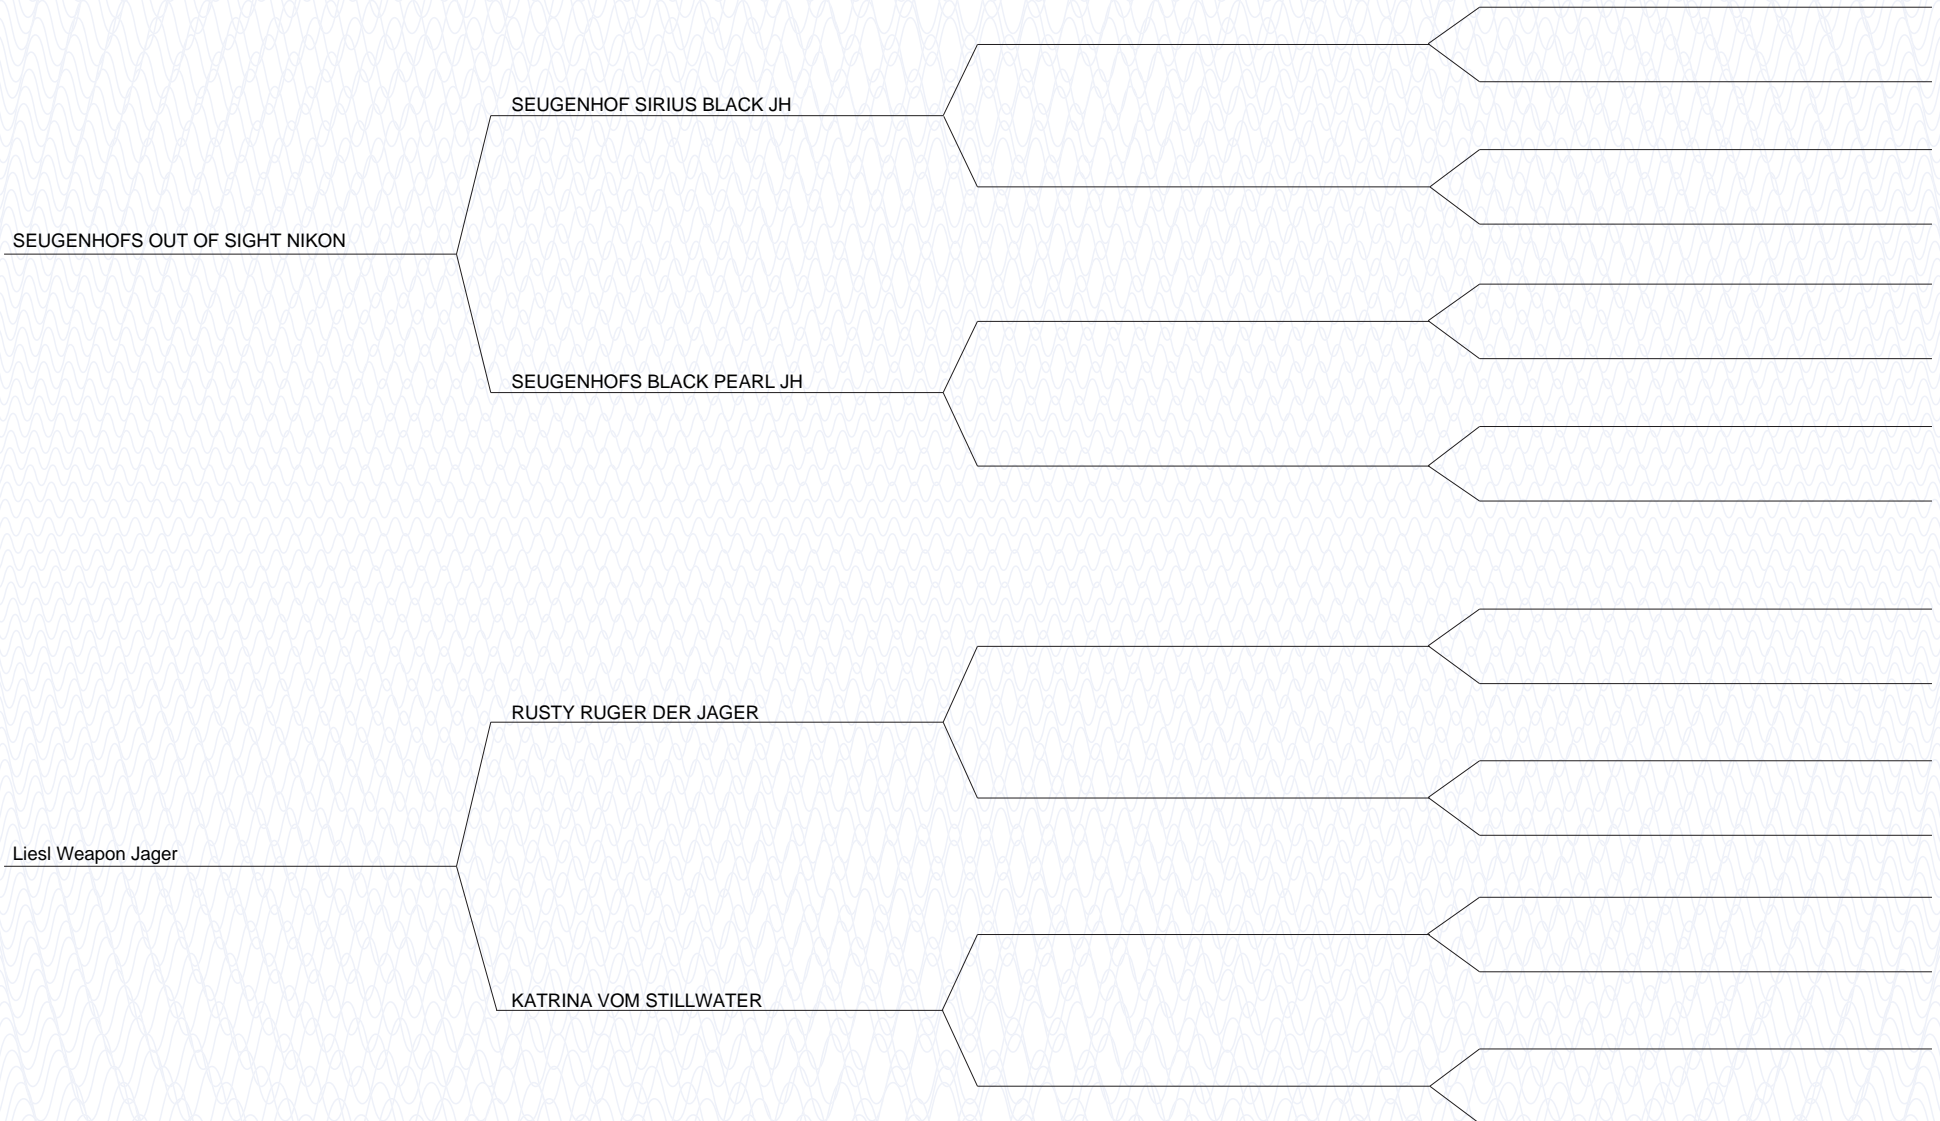 SEUGENHOF SIRIUS BLACK JH
SEUGENHOFS OUT OF SIGHT NIKON
SEUGENHOFS BLACK PEARL JH
RUSTY RUGER DER JAGER
Liesl Weapon Jager
KATRINA VOM STILLWATER